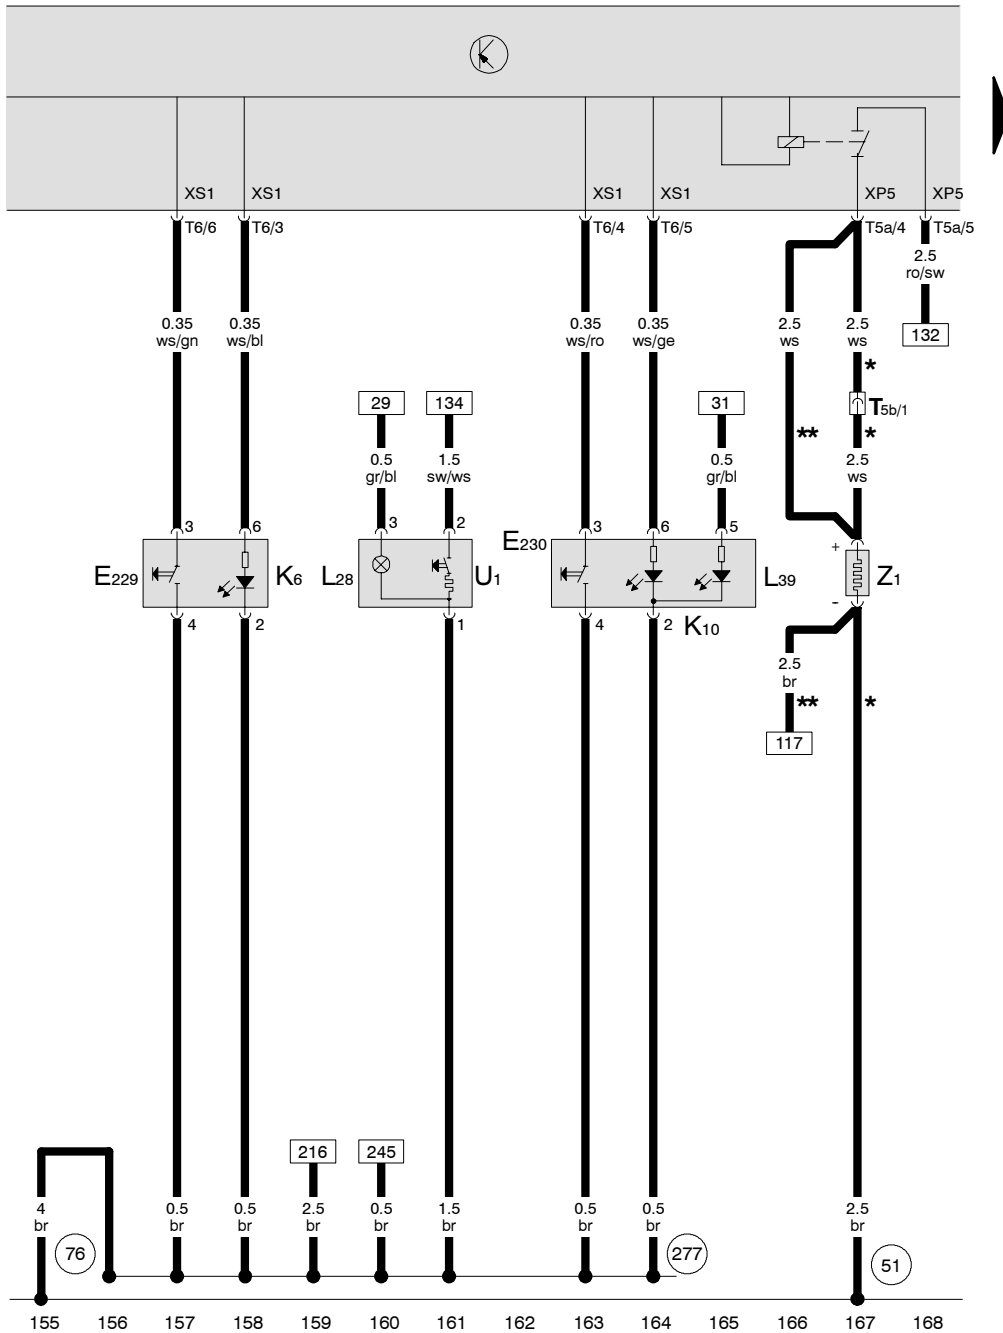 XS1 XS1 XS1 XS1 XP5 XP5
T6/6 T6/3 T6/4 T6/5 T5a/4 T5a/5
2.5
ro/sw
0.35 0.35 0.35 0.35 2.5 2.5
ws/gn ws/bl ws/ro ws/ge ws ws
132
*
29 134 31
T5b/1
** *
0.5 1.5 0.5 2.5
gr/bl sw/ws gr/bl ws
3 6 3 2 3 6 5
E230
+
E229 K6 L28 U1 L39 Z1
-
4 2 1 4 2
K10
2.5
br
** *
117
216 245
4 0.5 0.5 2.5 0.5 1.5 0.5 0.5 2.5
br br br br br br br br br
76 277 51
155 156 157 158 159 160 161 162 163 164 165 166 167 168